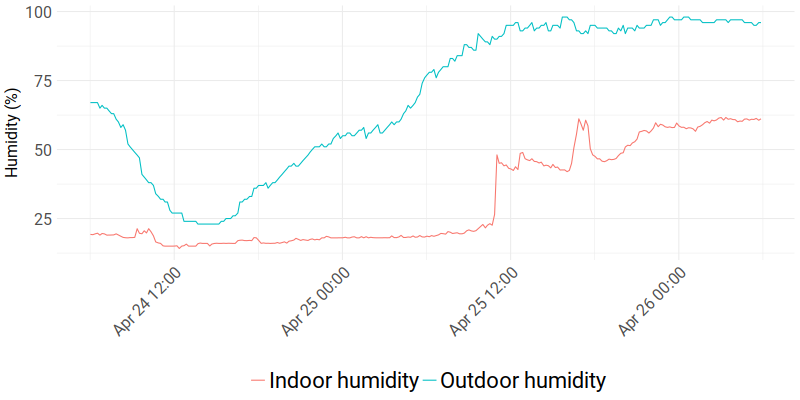 Humidity (%)
100
75
50
25
Apr 24 12:00
Apr 25 00:00
Apr 25 12:00
Apr 26 00:00
Indoor humidity
Outdoor humidity